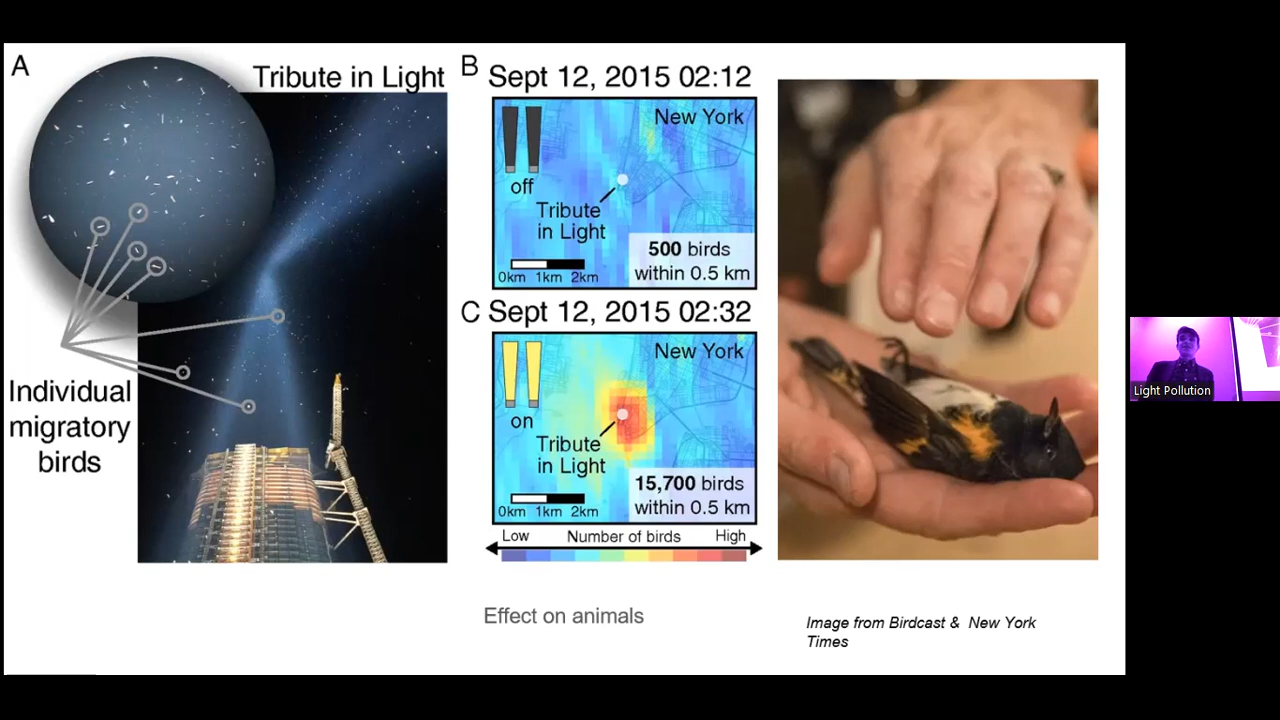 A
Tribute in Light
Individual
migratory
birds
B
Sept 12, 2015 02:12
New York
off
Tribute
in Light
500 birds
within 0.5 km
0km 1km 2km
C
Sept 12, 2015 02:32
New York
on
Tribute
in Light
15,700 birds
within 0.5 km
0km 1km 2km
Low Number of birds High
Effect on animals
Image from Birdcast & New York
Times
Light Pollution